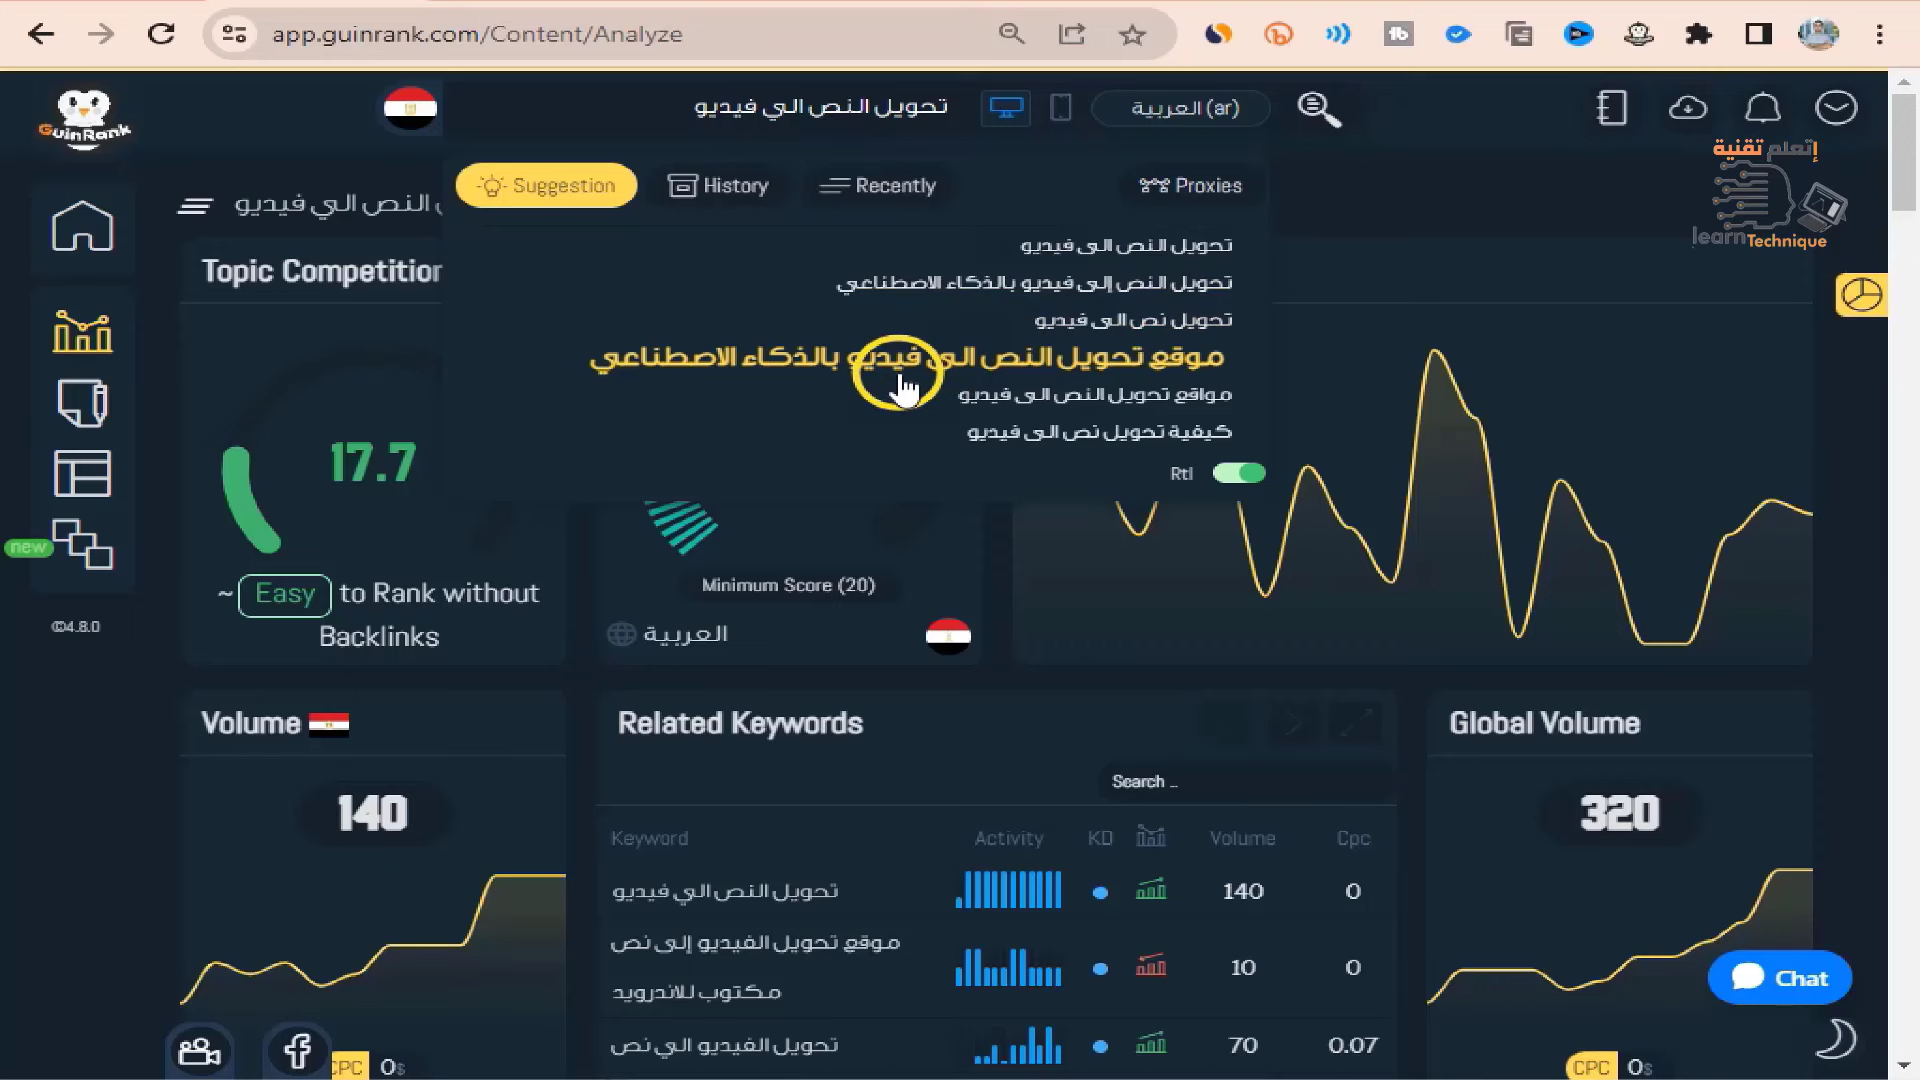 app.guinrank.com/Content/Analyze
GuinRank
تحويل النص الي فيديو
العربية (ar)
إتعلم تقنية
learnTechnique
Suggestion
History
Recently
Proxies
النص الي فيديو
تحويل النص الى فيديو
تحويل النص إلى فيديو بالذكاء الاصطناعي
تحويل نص الى فيديو
موقع تحويل النص الى فيديو بالذكاء الاصطناعي
مواقع تحويل النص الى فيديو
كيفية تحويل نص الى فيديو
Rtl
Topic Competition
17.7
~ Easy to Rank without
Backlinks
Minimum Score (20)
العربية
new
4.8.0
Volume
140
CPC 0$
Related Keywords
Search ..
Keyword Activity KD Volume Cpc
تحويل النص الي فيديو 140 0
موقع تحويل الفيديو إلى نص
مكتوب للاندرويد 10 0
تحويل الفيديو الي نص 70 0.07
Global Volume
320
CPC 0$
Chat